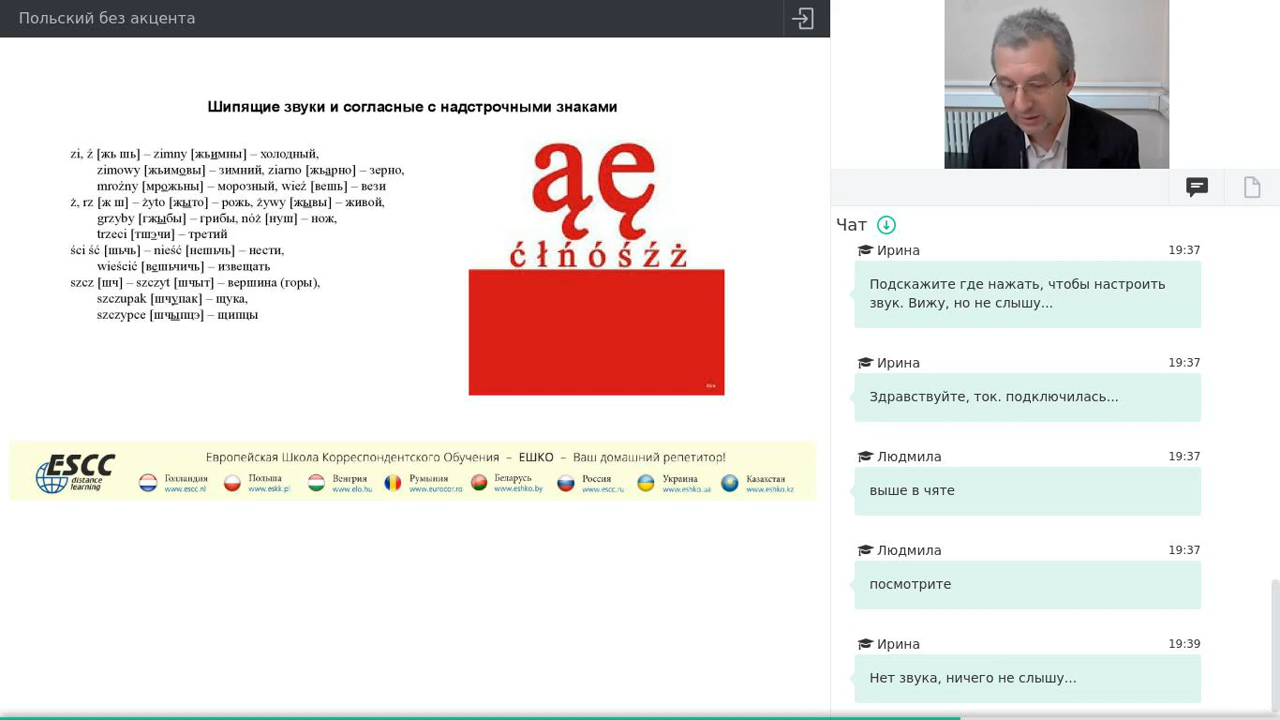 Польский без акцента
Шипящие звуки и согласные с надстрочными знаками
zi, ź [жь шь] – zimny [жьимны] – холодный,
zimowy [жьимовы] – зимний, ziarno [жьарно] – зерно,
mroźny [мрожьны] – морозный, wieź [вешь] – вези
ż, rz [ж ш] – żyto [жыто] – рожь, żywy [жывы] – живой,
grzyby [гжыбы] – грибы, nóż [нуш] – нож,
trzeci [тшэчи] – третий
ści ść [шьчь] – nieść [нешьчь] – нести,
wieścić [вешьчичь] – извещать
szcz [шч] – szczyt [шчыт] – вершина (горы),
szczupak [шчупак] – щука,
szczypce [шчыпцэ] – щипцы
ąę
ćłńóśźż
ESCC
distance
learning
Европейская Школа Корреспондентского Обучения – ЕШКО – Ваш домашний репетитор!
Голландия
www.escc.nl
Польша
www.eskk.pl
Венгрия
www.elo.hu
Румыния
www.eurocor.ro
Беларусь
www.eshko.by
Россия
www.escc.ru
Украина
www.eshko.ua
Казахстан
www.eshko.kz
Чат
Ирина 19:37
Подскажите где нажать, чтобы настроить
звук. Вижу, но не слышу...
Ирина 19:37
Здравствуйте, ток. подключилась...
Людмила 19:37
выше в чяте
Людмила 19:37
посмотрите
Ирина 19:39
Нет звука, ничего не слышу...